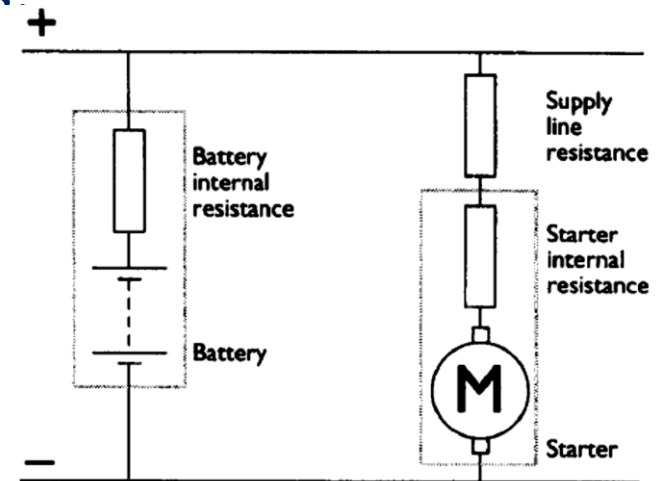 +
Supply
line
resistance
Battery
internal
resistance
Starter
internal
resistance
Battery
M
Starter
−